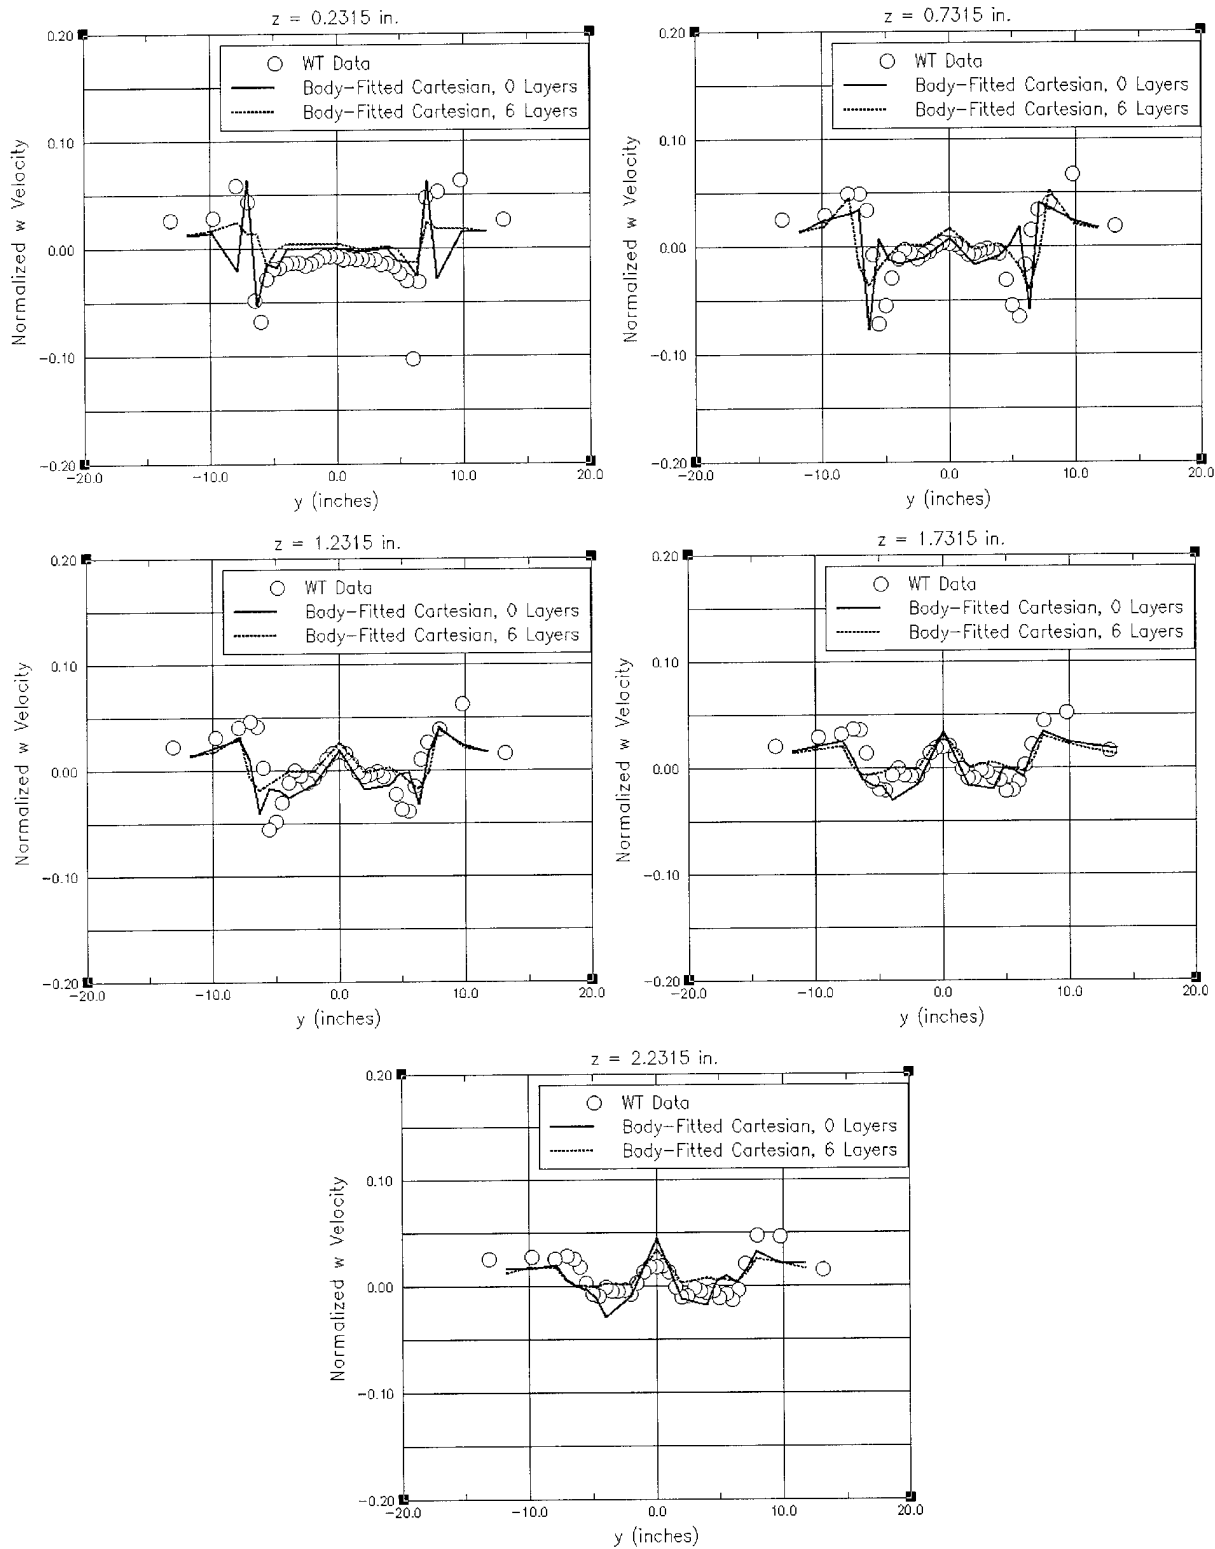 z = 0.2315 in.
0.20
0.10
0.00
−0.10
−0.20
Normalized w Velocity
WT Data
Body−Fitted Cartesian, 0 Layers
Body−Fitted Cartesian, 6 Layers
−20.0 −10.0 0.0 10.0 20.0
y (inches)
z = 0.7315 in.
0.20
0.10
0.00
−0.10
−0.20
Normalized w Velocity
WT Data
Body−Fitted Cartesian, 0 Layers
Body−Fitted Cartesian, 6 Layers
−20.0 −10.0 0.0 10.0 20.0
y (inches)
z = 1.2315 in.
0.20
0.10
0.00
−0.10
−0.20
Normalized w Velocity
WT Data
Body−Fitted Cartesian, 0 Layers
Body−Fitted Cartesian, 6 Layers
−20.0 −10.0 0.0 10.0 20.0
y (inches)
z = 1.7315 in.
0.20
0.10
0.00
−0.10
−0.20
Normalized w Velocity
WT Data
Body−Fitted Cartesian, 0 Layers
Body−Fitted Cartesian, 6 Layers
−20.0 −10.0 0.0 10.0 20.0
y (inches)
z = 2.2315 in.
0.20
0.10
0.00
−0.10
−0.20
Normalized w Velocity
WT Data
Body−Fitted Cartesian, 0 Layers
Body−Fitted Cartesian, 6 Layers
−20.0 −10.0 0.0 10.0 20.0
y (inches)